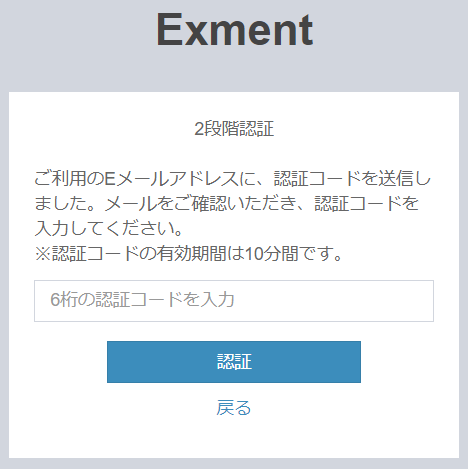 Exment
2段階認証
ご利用のEメールアドレスに、認証コードを送信し
ました。メールをご確認いただき、認証コードを
入力してください。
※認証コードの有効期間は10分間です。
6桁の認証コードを入力
認証
戻る